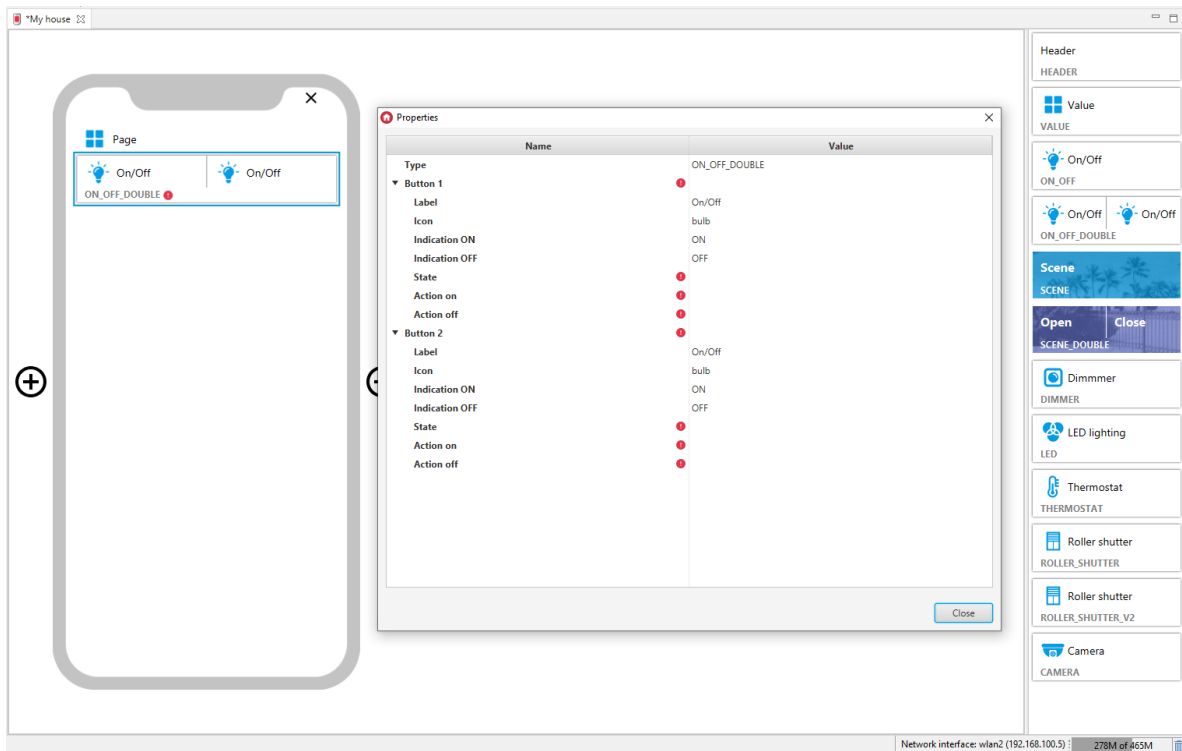 *My house
Page
On/Off On/Off
ON_OFF_DOUBLE
Properties
Name Value
Type ON_OFF_DOUBLE
Button 1
Label On/Off
Icon bulb
Indication ON ON
Indication OFF OFF
State
Action on
Action off
Button 2
Label On/Off
Icon bulb
Indication ON ON
Indication OFF OFF
State
Action on
Action off
Close
Header
HEADER
Value
VALUE
On/Off
ON_OFF
On/Off On/Off
ON_OFF_DOUBLE
Scene
SCENE
Open Close
SCENE_DOUBLE
Dimmmer
DIMMER
LED lighting
LED
Thermostat
THERMOSTAT
Roller shutter
ROLLER_SHUTTER
Roller shutter
ROLLER_SHUTTER_V2
Camera
CAMERA
Network interface: wlan2 (192.168.100.5) 278M of 465M